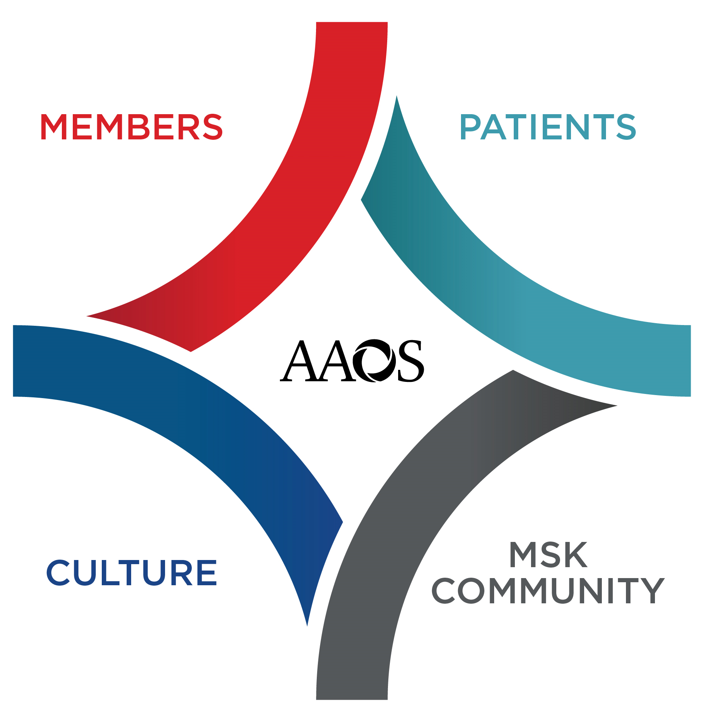 MEMBERS
PATIENTS
AAOS
CULTURE
MSK
COMMUNITY